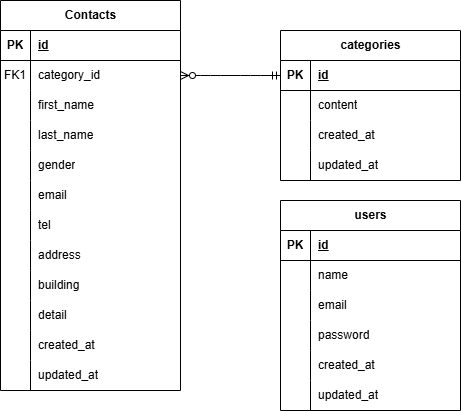 Contacts
PK id
FK1 category_id
first_name
last_name
gender
email
tel
address
building
detail
created_at
updated_at
categories
PK id
content
created_at
updated_at
users
PK id
name
email
password
created_at
updated_at